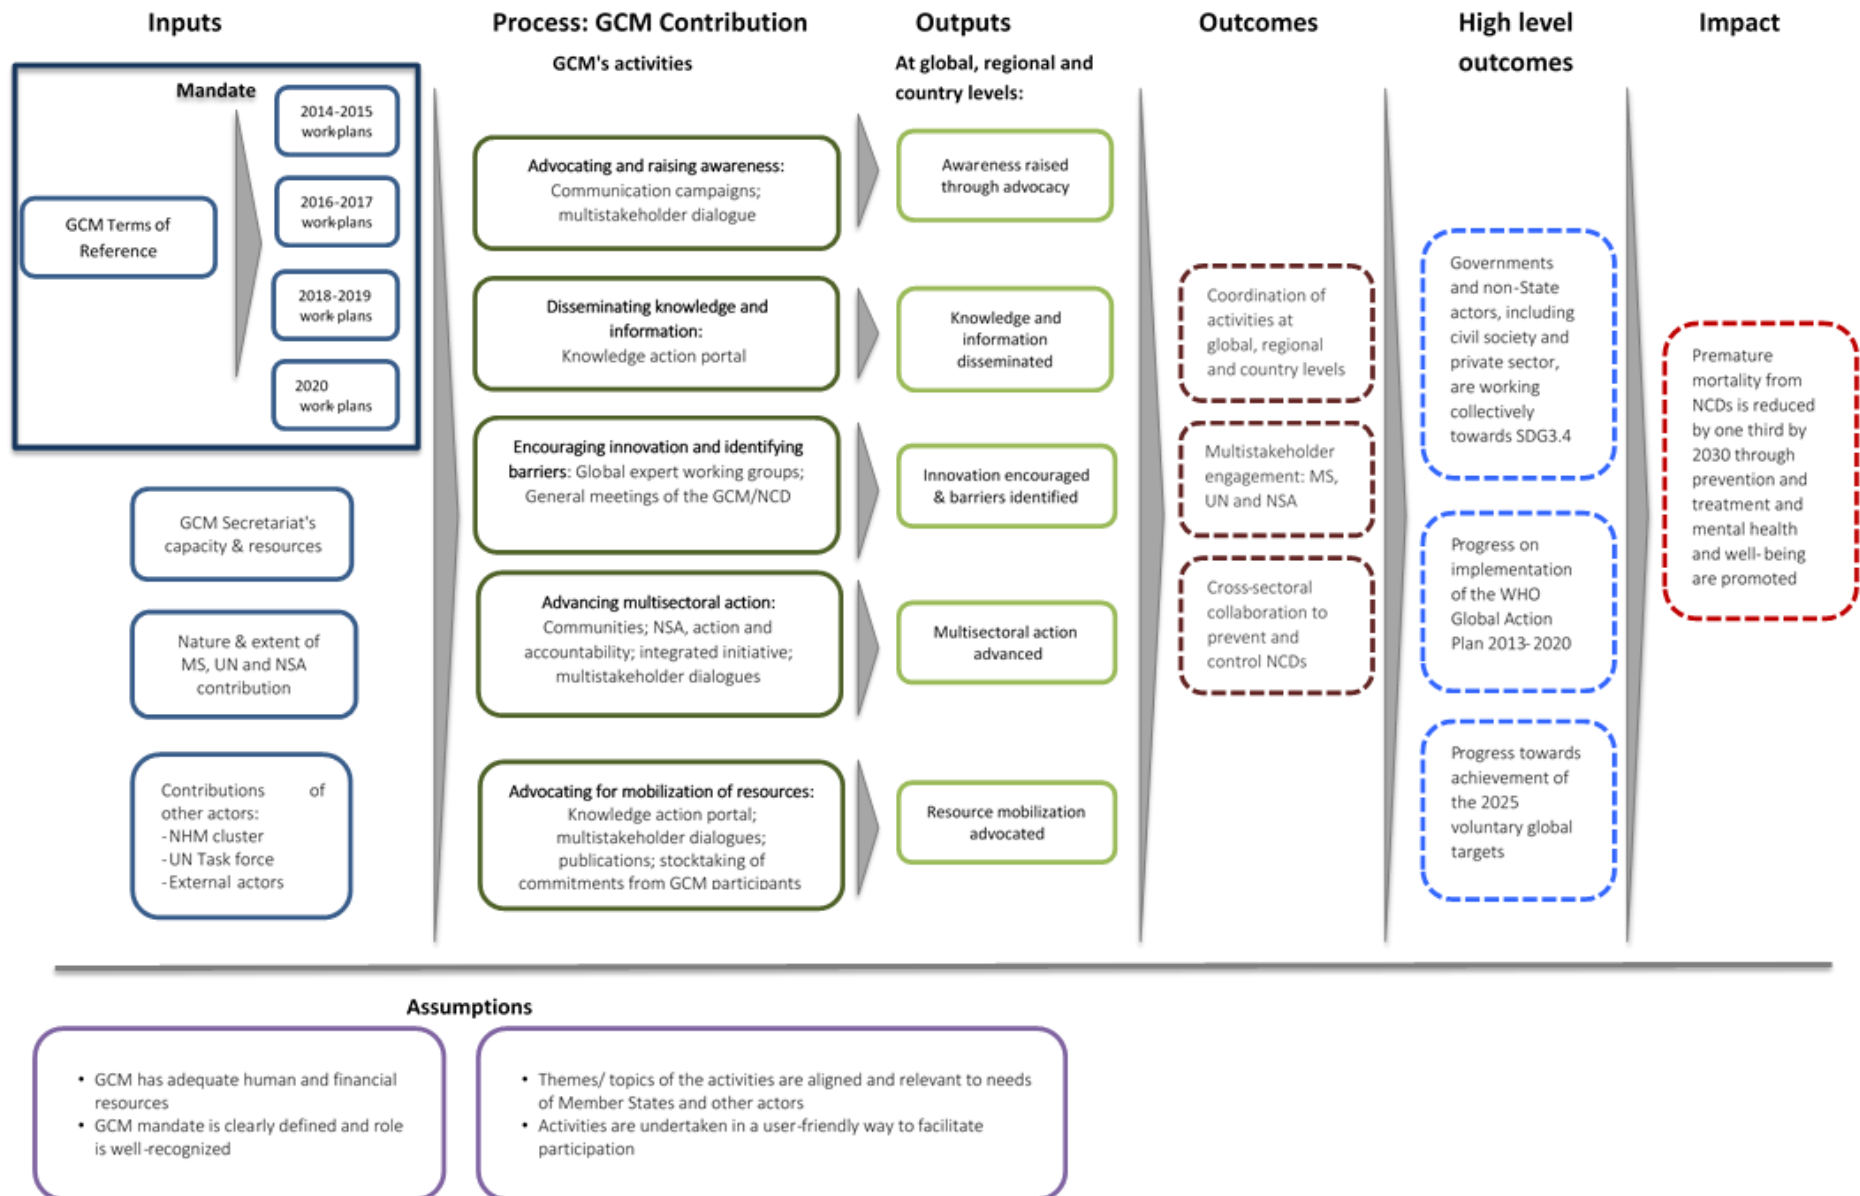 Inputs
Mandate
GCM Terms of
Reference
2014-2015
work-plans
2016-2017
work-plans
2018-2019
work-plans
2020
work-plans
GCM Secretariat's
capacity & resources
Nature & extent of
MS, UN and NSA
contribution
Contributions of
other actors:
-NHM cluster
-UN Task force
-External actors
Process: GCM Contribution
GCM's activities
Advocating and raising awareness:
Communication campaigns;
multistakeholder dialogue
Disseminating knowledge and
information:
Knowledge action portal
Encouraging innovation and identifying
barriers: Global expert working groups;
General meetings of the GCM/NCD
Advancing multisectoral action:
Communities; NSA, action and
accountability; integrated initiative;
multistakeholder dialogues
Advocating for mobilization of resources:
Knowledge action portal;
multistakeholder dialogues;
publications; stocktaking of
commitments from GCM participants
Outputs
At global, regional and
country levels:
Awareness raised
through advocacy
Knowledge and
information
disseminated
Innovation encouraged
& barriers identified
Multisectoral action
advanced
Resource mobilization
advocated
Outcomes
Coordination of
activities at
global, regional
and country levels
Multistakeholder
engagement: MS,
UN and NSA
Cross-sectoral
collaboration to
prevent and
control NCDs
High level
outcomes
Governments
and non-State
actors, including
civil society and
private sector,
are working
collectively
towards SDG3.4
Progress on
implementation
of the WHO
Global Action
Plan 2013-2020
Progress towards
achievement of
the 2025
voluntary global
targets
Impact
Premature
mortality from
NCDs is reduced
by one third by
2030 through
prevention and
treatment and
mental health
and well-being
are promoted
Assumptions
• GCM has adequate human and financial
resources
• GCM mandate is clearly defined and role
is well-recognized
• Themes/ topics of the activities are aligned and relevant to needs
of Member States and other actors
• Activities are undertaken in a user-friendly way to facilitate
participation